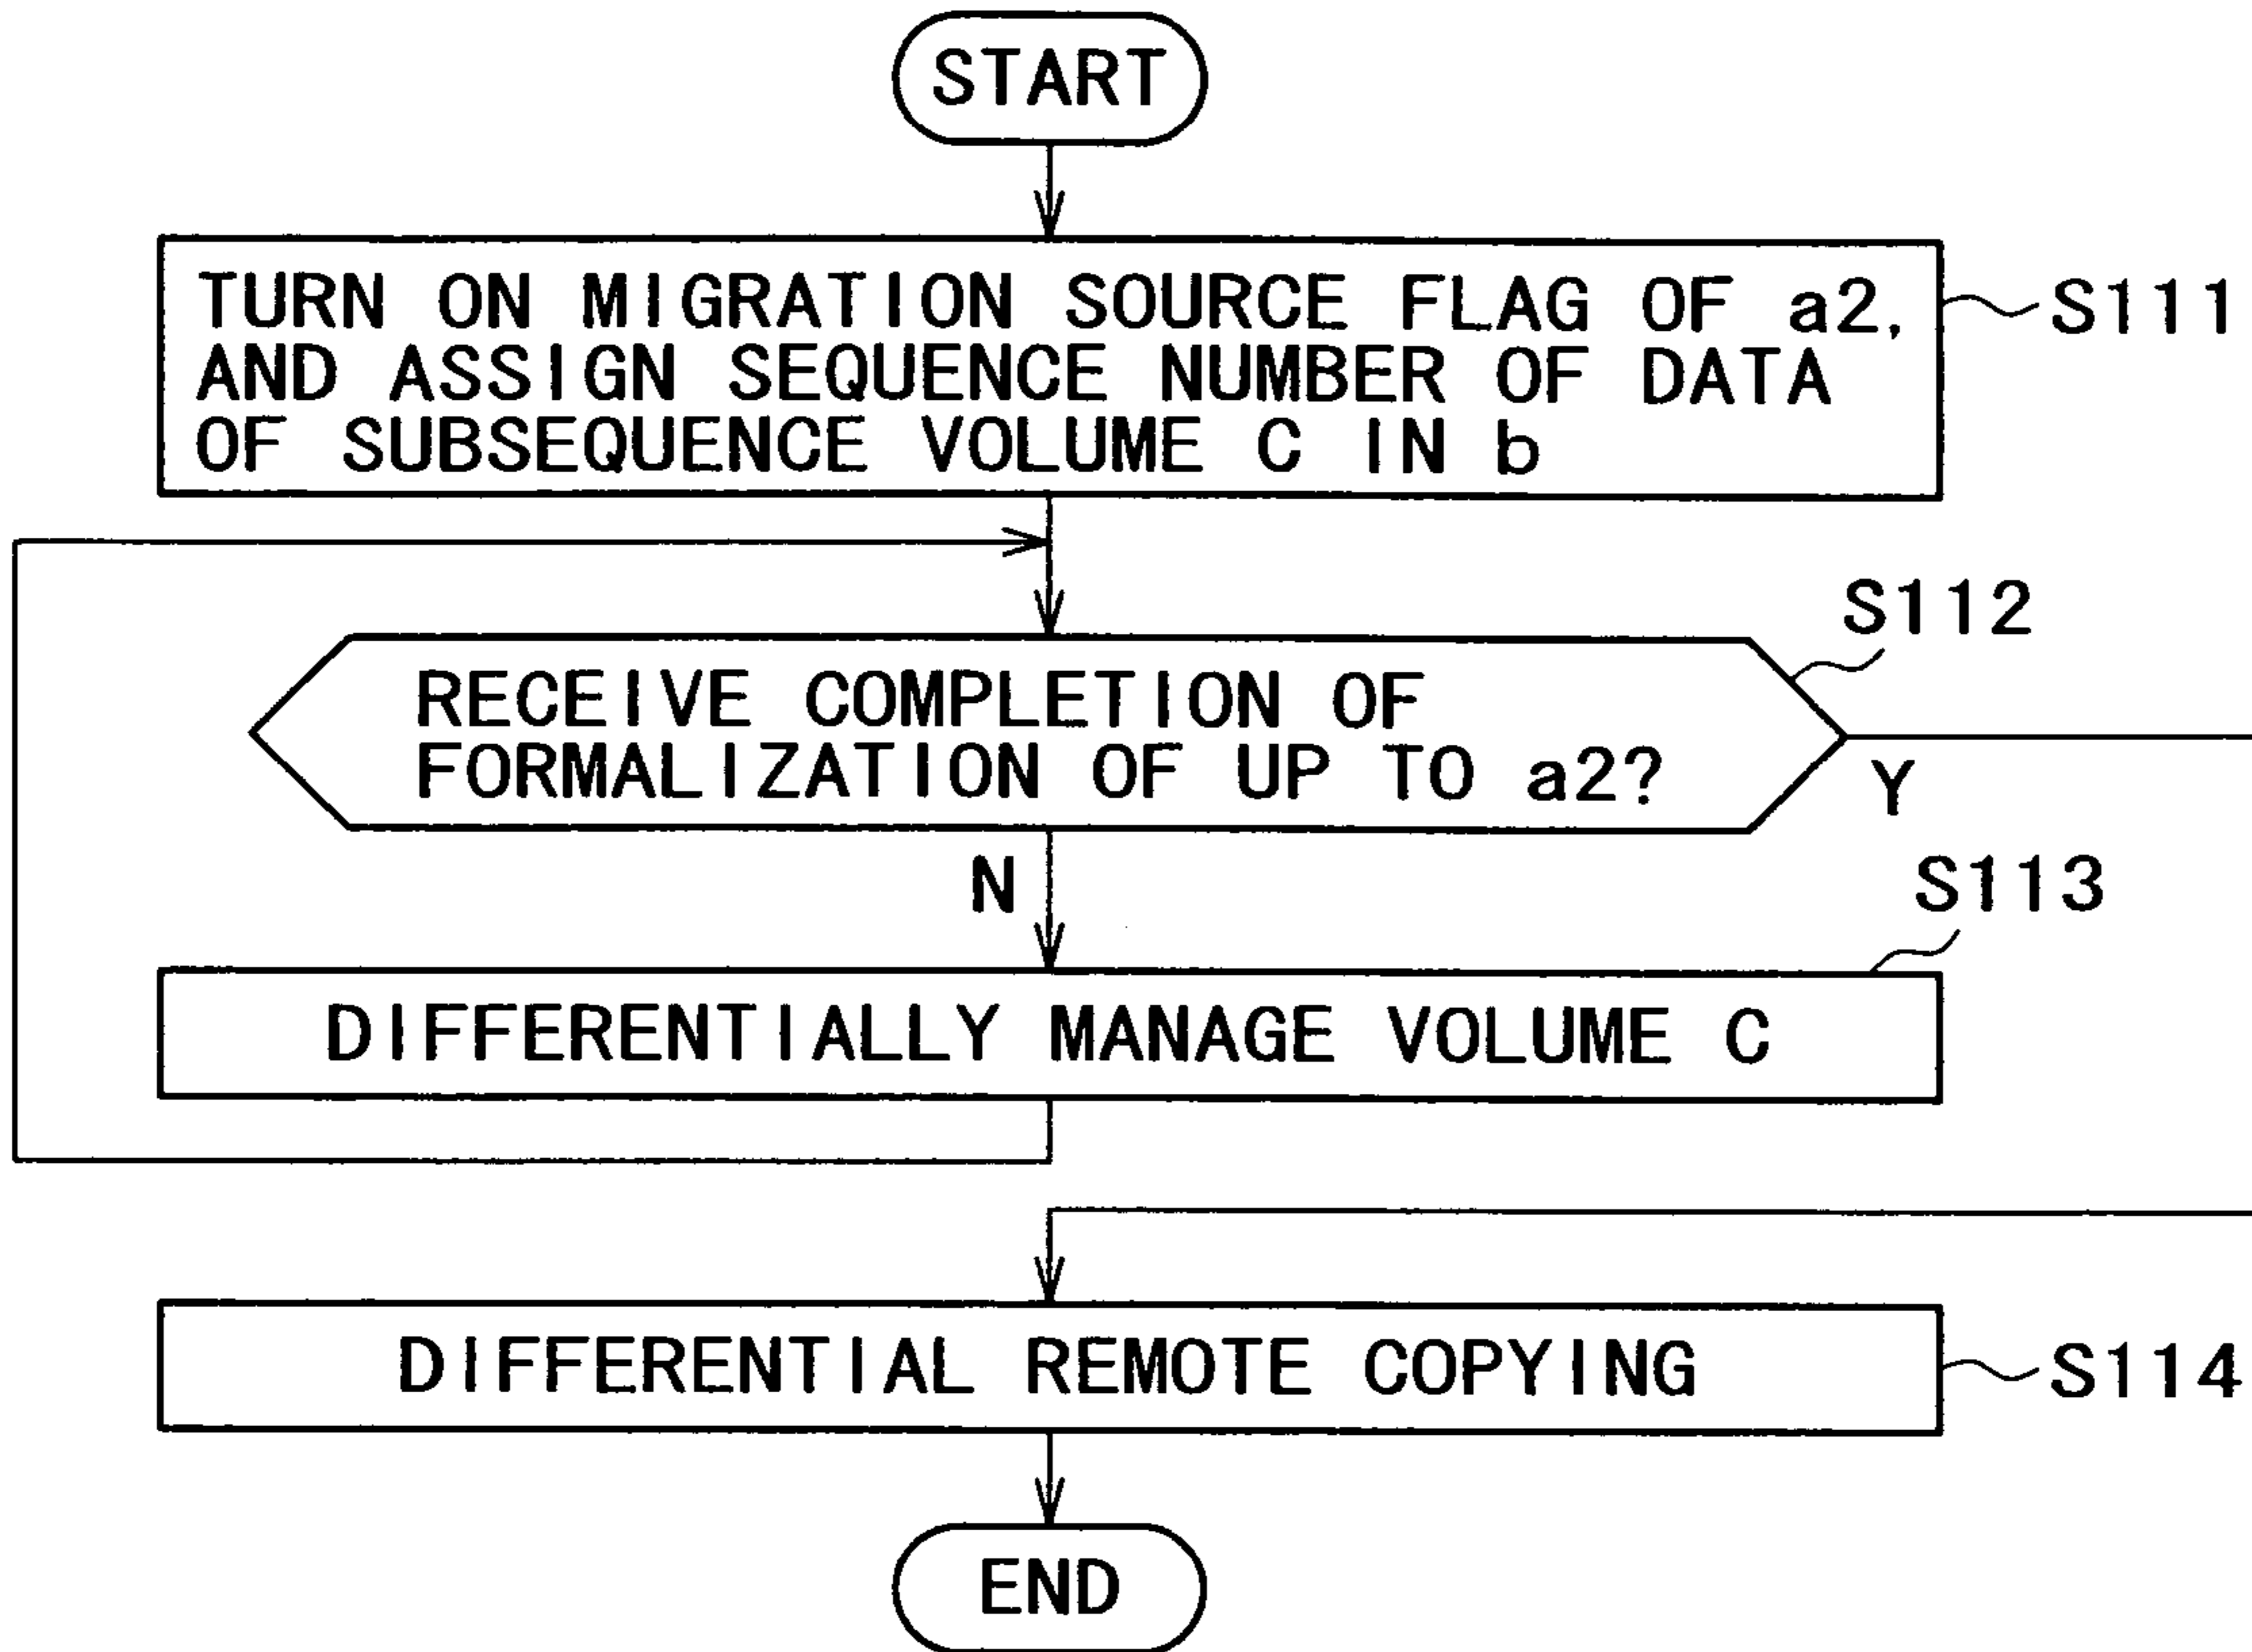 START
TURN ON MIGRATION SOURCE FLAG OF a2,
AND ASSIGN SEQUENCE NUMBER OF DATA
OF SUBSEQUENCE VOLUME C IN b
S111
S112
RECEIVE COMPLETION OF
FORMALIZATION OF UP TO a2?
Y
N
S113
DIFFERENTIALLY MANAGE VOLUME C
DIFFERENTIAL REMOTE COPYING
S114
END